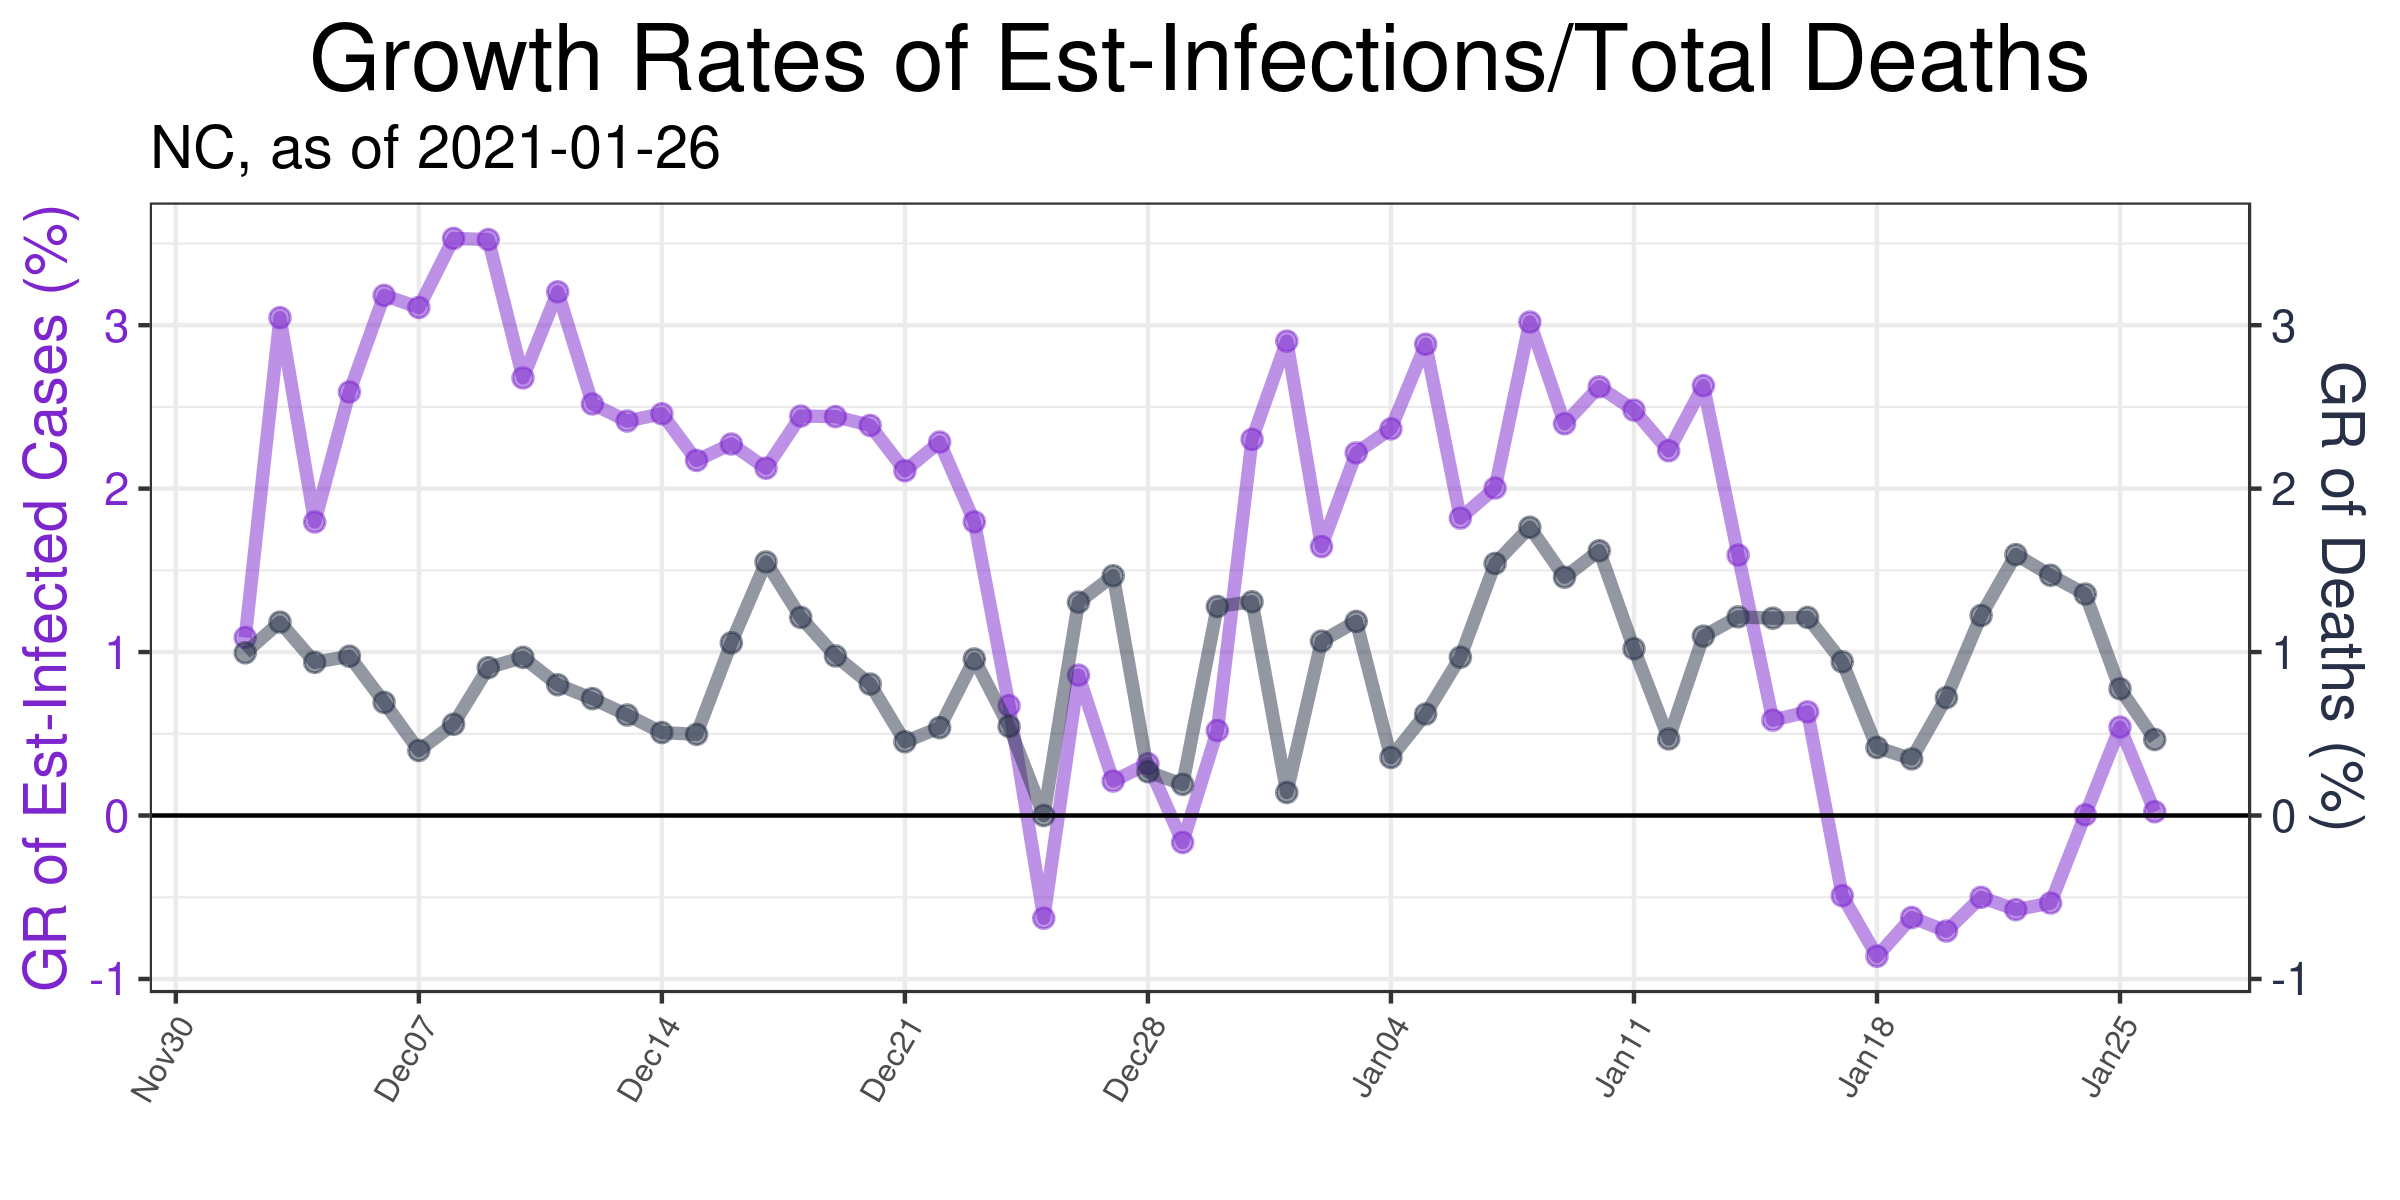 Growth Rates of Est-Infections/Total Deaths
NC, as of 2021-01-26
GR of Est-Infected Cases (%)
3
2
1
0
-1
3
2
1
0
-1
GR of Deaths (%)
Nov30
Dec07
Dec14
Dec21
Dec28
Jan04
Jan11
Jan18
Jan25